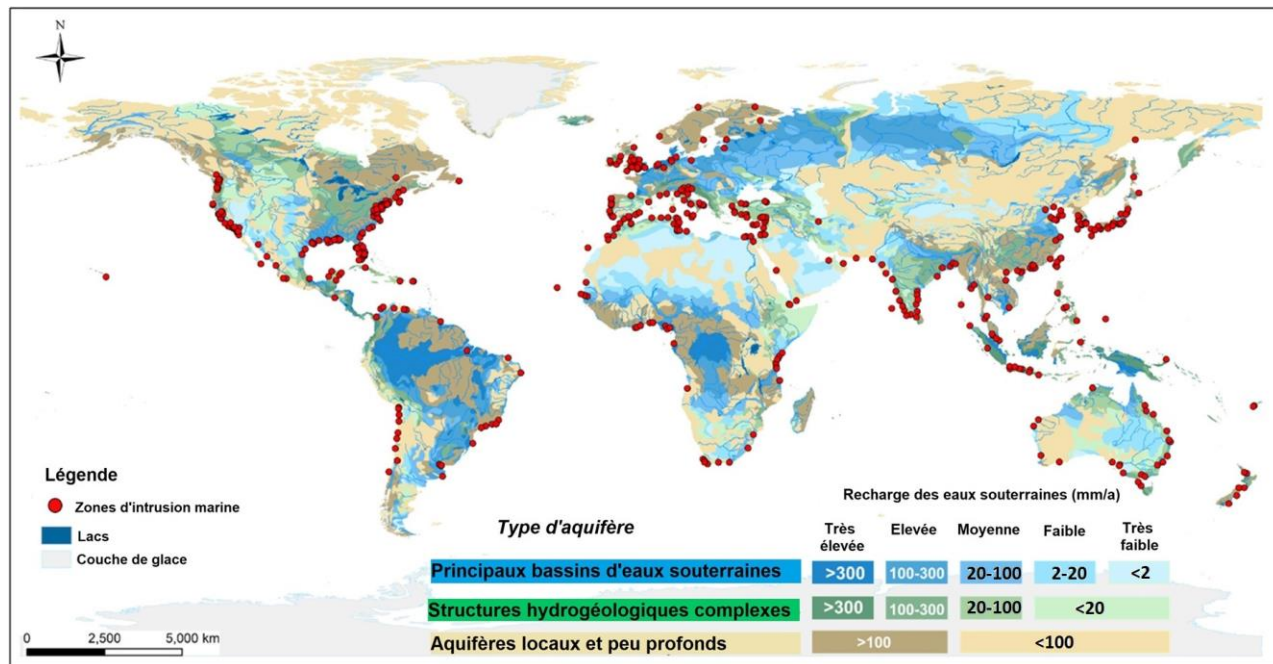 N
Légende
Zones d'intrusion marine
Lacs
Couche de glace
0 2,500 5,000 km
Recharge des eaux souterraines (mm/a)
Type d'aquifère
Très élevée
Elevée
Moyenne
Faible
Très faible
Principaux bassins d'eaux souterraines >300 100-300 20-100 2-20 <2
Structures hydrogéologiques complexes >300 100-300 20-100 <20
Aquifères locaux et peu profonds >100 <100